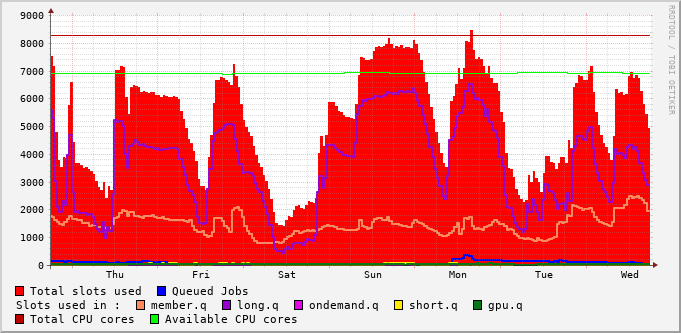 9000
8000
7000
6000
5000
4000
3000
2000
1000
0
Thu Fri Sat Sun Mon Tue Wed
RRDTOOL / TOBI OETIKER
Total slots used Queued Jobs
Slots used in : member.q long.q ondemand.q short.q gpu.q
Total CPU cores Available CPU cores